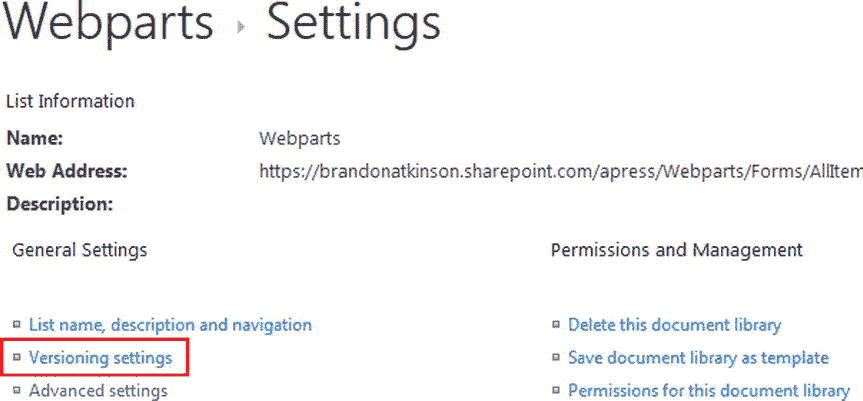 Webparts ▸ Settings
List Information
Name: Webparts
Web Address: https://brandonatkinson.sharepoint.com/apress/Webparts/Forms/AllItem
Description:
General Settings Permissions and Management
List name, description and navigation Delete this document library
Versioning settings Save document library as template
Advanced settings Permissions for this document library